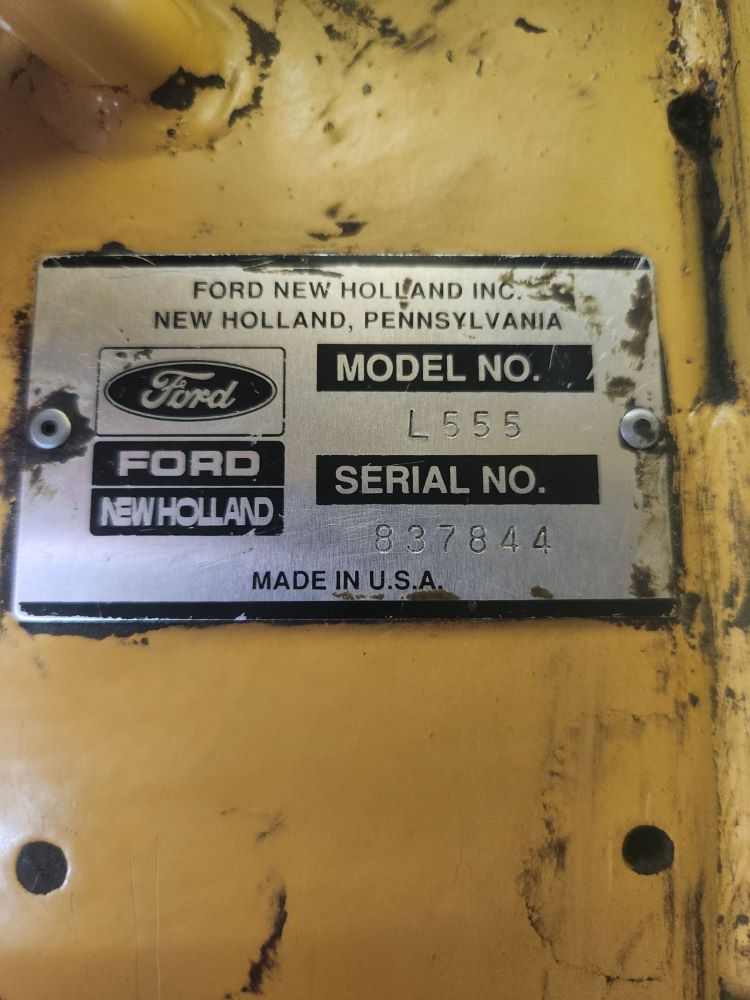 FORD NEW HOLLAND INC.
NEW HOLLAND, PENNSYLVANIA
Ford
FORD
NEW HOLLAND
MODEL NO.
L555
SERIAL NO.
837844
MADE IN U.S.A.